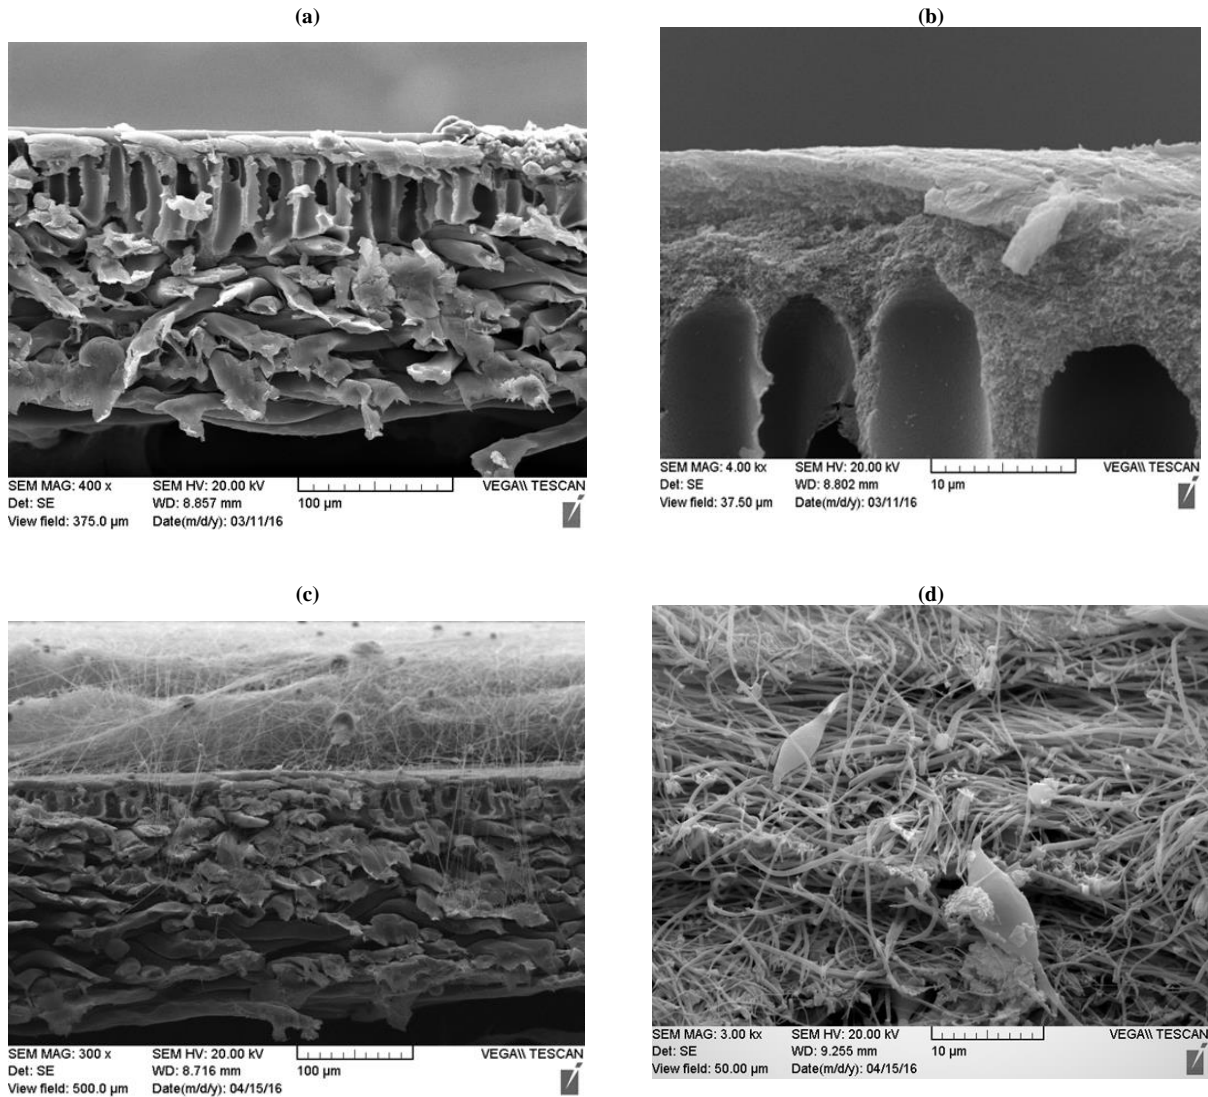 (a)
(b)
SEM MAG: 400 x SEM HV: 20.00 kV VEGA\\ TESCAN
Det: SE WD: 8.857 mm 100 µm
View field: 375.0 µm Date(m/d/y): 03/11/16
SEM MAG: 4.00 kx SEM HV: 20.00 kV VEGA\\ TESCAN
Det: SE WD: 8.802 mm 10 µm
View field: 37.50 µm Date(m/d/y): 03/11/16
(c)
(d)
SEM MAG: 300 x SEM HV: 20.00 kV VEGA\\ TESCAN
Det: SE WD: 8.716 mm 100 µm
View field: 500.0 µm Date(m/d/y): 04/15/16
SEM MAG: 3.00 kx SEM HV: 20.00 kV VEGA\\ TESCAN
Det: SE WD: 9.255 mm 10 µm
View field: 50.00 µm Date(m/d/y): 04/15/16